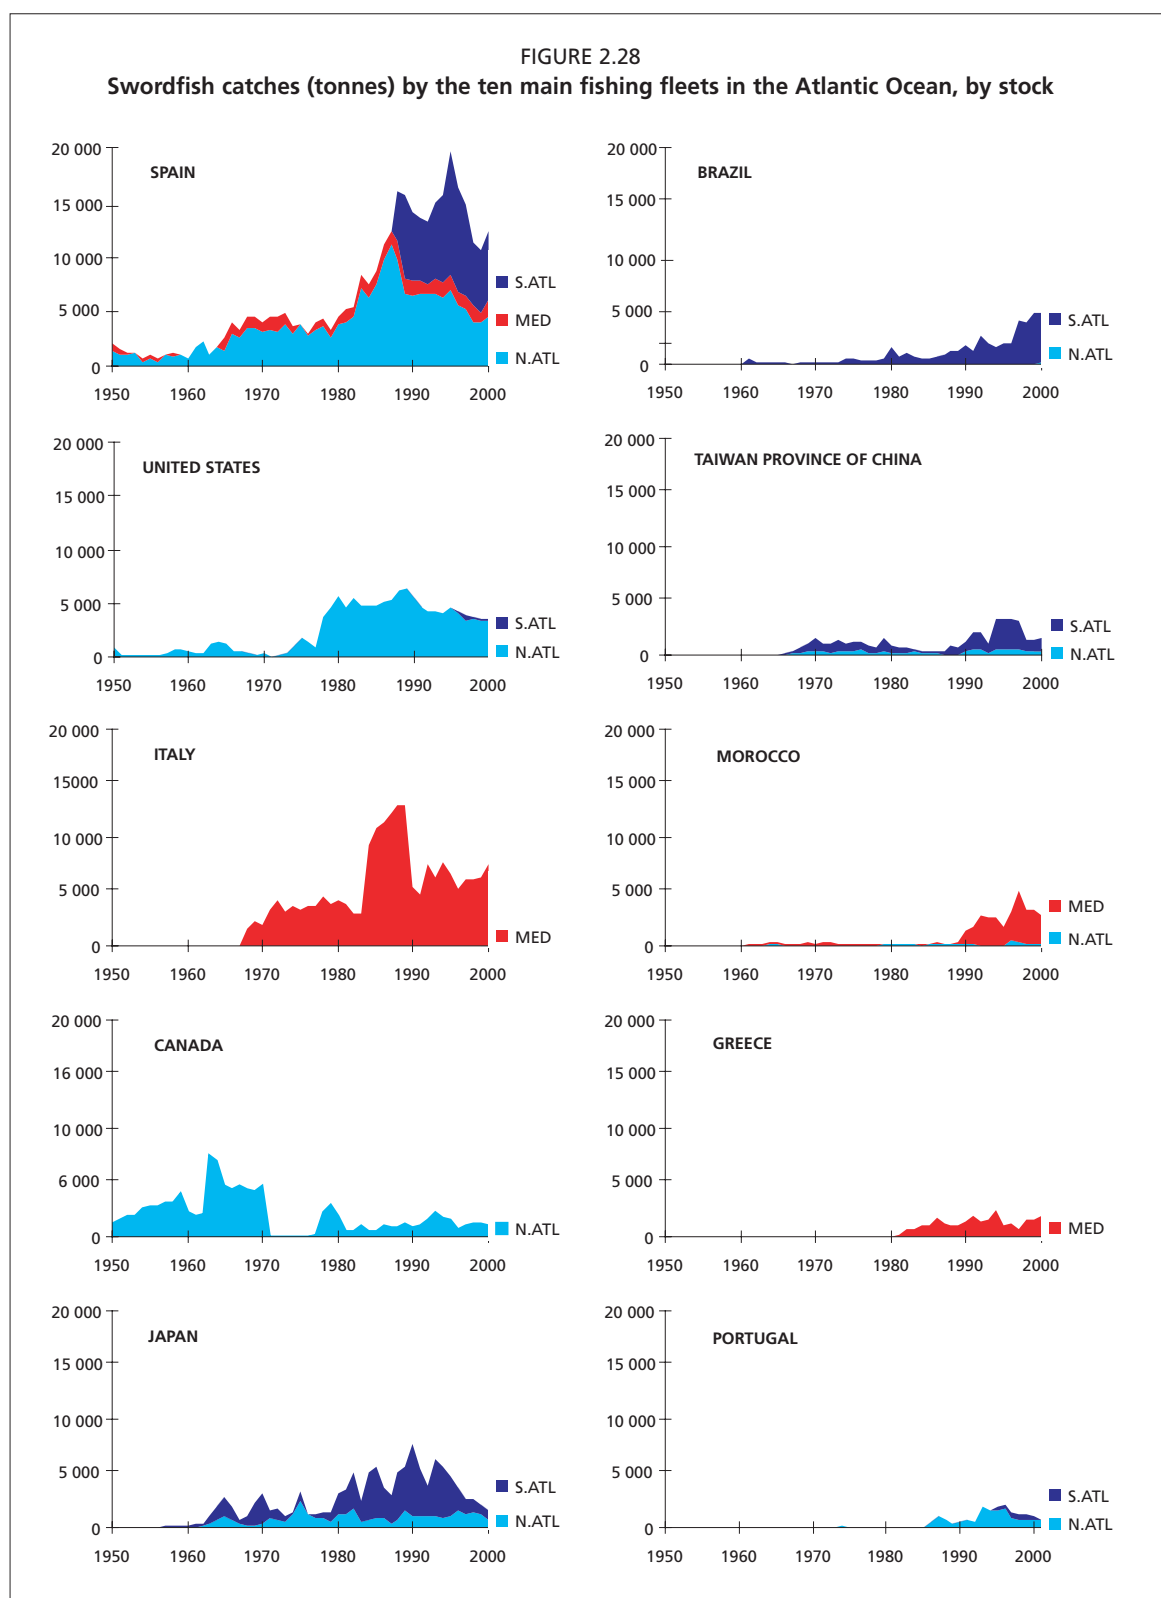 FIGURE 2.28
Swordfish catches (tonnes) by the ten main fishing fleets in the Atlantic Ocean, by stock
SPAIN
20 000
15 000
10 000
5 000
0
1950 1960 1970 1980 1990 2000
S.ATL
MED
N.ATL
BRAZIL
20 000
15 000
10 000
5 000
0
1950 1960 1970 1980 1990 2000
S.ATL
N.ATL
UNITED STATES
20 000
15 000
10 000
5 000
0
1950 1960 1970 1980 1990 2000
S.ATL
N.ATL
TAIWAN PROVINCE OF CHINA
20 000
15 000
10 000
5 000
0
1950 1960 1970 1980 1990 2000
S.ATL
N.ATL
ITALY
20 000
15000
10 000
5 000
0
1950 1960 1970 1980 1990 2000
MED
MOROCCO
20 000
15 000
10 000
5 000
0
1950 1960 1970 1980 1990 2000
MED
N.ATL
CANADA
20 000
16 000
10 000
6 000
0
1950 1960 1970 1980 1990 2000
N.ATL
GREECE
20 000
15 000
10 000
5 000
0
1950 1960 1970 1980 1990 2000
MED
JAPAN
20 000
15 000
10 000
5 000
0
1950 1960 1970 1980 1990 2000
S.ATL
N.ATL
PORTUGAL
20 000
15 000
10 000
5 000
0
1950 1960 1970 1980 1990 2000
S.ATL
N.ATL